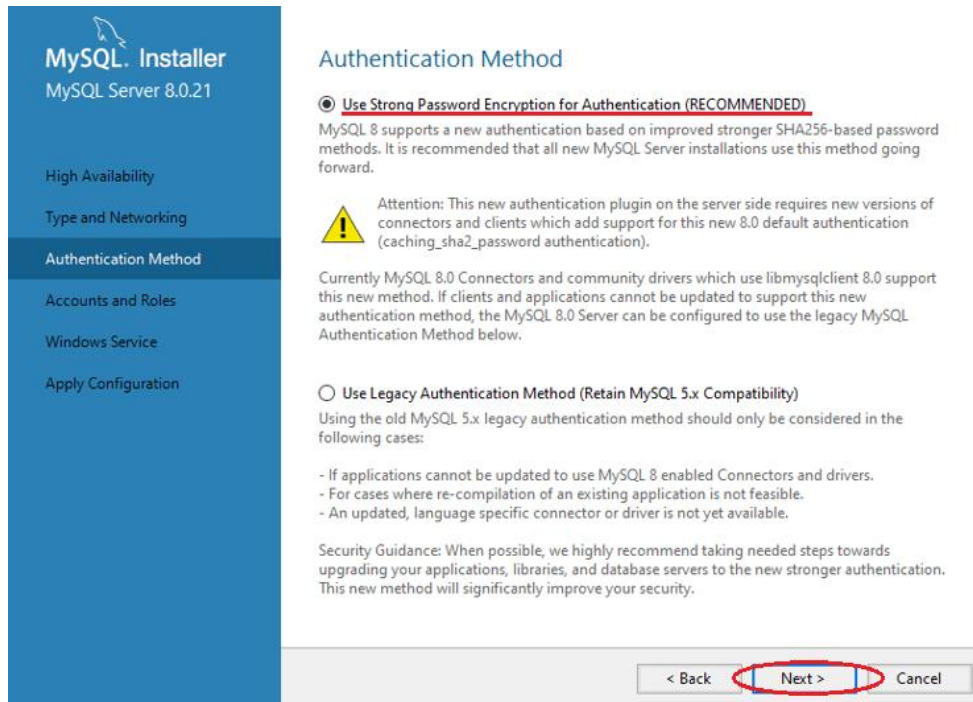 MySQL. Installer
MySQL Server 8.0.21
High Availability
Type and Networking
Authentication Method
Accounts and Roles
Windows Service
Apply Configuration
Authentication Method
Use Strong Password Encryption for Authentication (RECOMMENDED)
MySQL 8 supports a new authentication based on improved stronger SHA256-based password
methods. It is recommended that all new MySQL Server installations use this method going
forward.
Attention: This new authentication plugin on the server side requires new versions of
connectors and clients which add support for this new 8.0 default authentication
(caching_sha2_password authentication).
Currently MySQL 8.0 Connectors and community drivers which use libmysqlclient 8.0 support
this new method. If clients and applications cannot be updated to support this new
authentication method, the MySQL 8.0 Server can be configured to use the legacy MySQL
Authentication Method below.
Use Legacy Authentication Method (Retain MySQL 5.x Compatibility)
Using the old MySQL 5.x legacy authentication method should only be considered in the
following cases:
- If applications cannot be updated to use MySQL 8 enabled Connectors and drivers.
- For cases where re-compilation of an existing application is not feasible.
- An updated, language specific connector or driver is not yet available.
Security Guidance: When possible, we highly recommend taking needed steps towards
upgrading your applications, libraries, and database servers to the new stronger authentication.
This new method will significantly improve your security.
< Back
Next >
Cancel